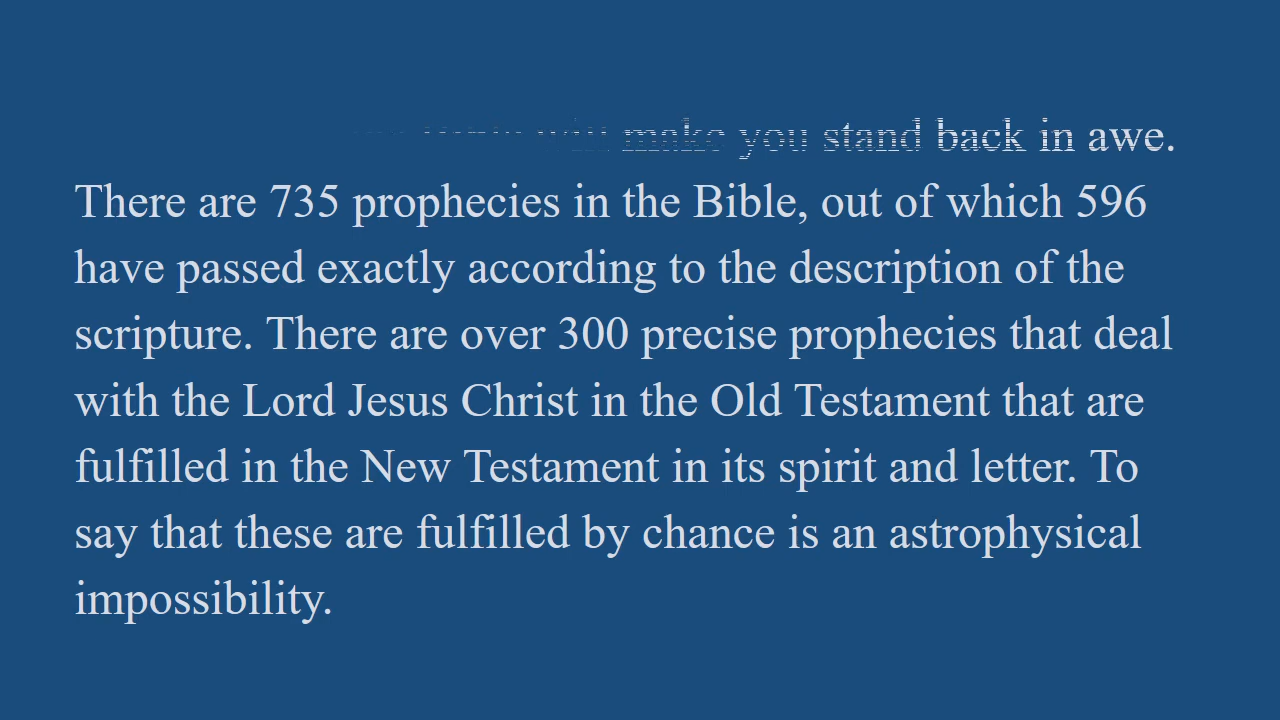 make you stand back in awe.
There are 735 prophecies in the Bible, out of which 596
have passed exactly according to the description of the
scripture. There are over 300 precise prophecies that deal
with the Lord Jesus Christ in the Old Testament that are
fulfilled in the New Testament in its spirit and letter. To
say that these are fulfilled by chance is an astrophysical
impossibility.